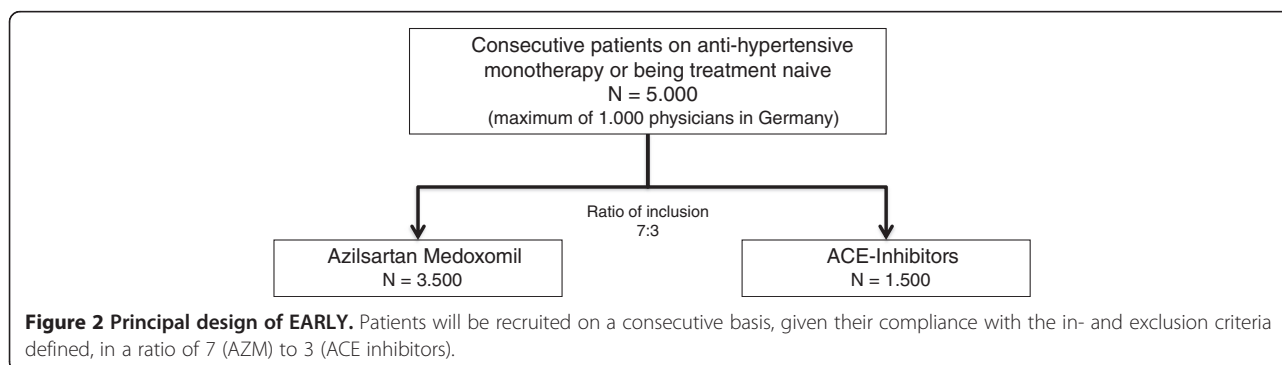 Consecutive patients on anti-hypertensive
monotherapy or being treatment naive
N = 5.000
(maximum of 1.000 physicians in Germany)
Ratio of inclusion
7:3
Azilsartan Medoxomil
N = 3.500
ACE-Inhibitors
N = 1.500
Figure 2 Principal design of EARLY. Patients will be recruited on a consecutive basis, given their compliance with the in- and exclusion criteria
defined, in a ratio of 7 (AZM) to 3 (ACE inhibitors).